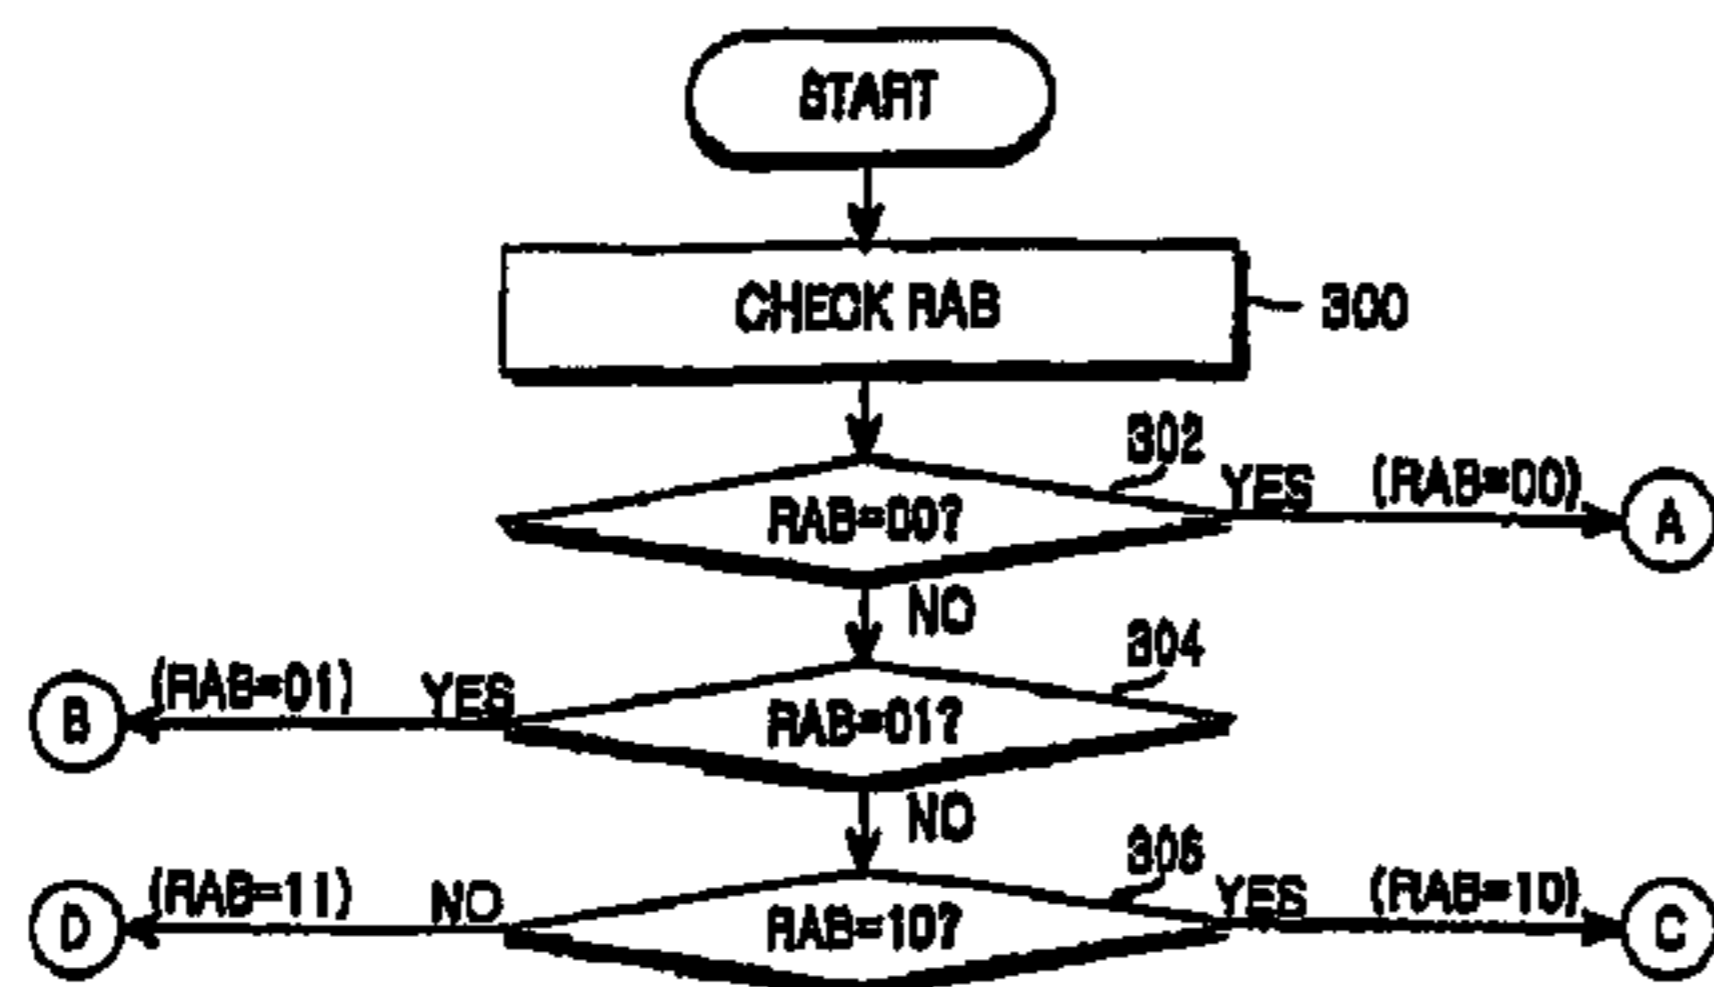 START
CHECK RAB
300
302
RAB=00?
YES
(RAB=00)
A
NO
304
B
(RAB=01)
YES
RAB=01?
NO
306
D
(RAB=11)
NO
RAB=10?
YES
(RAB=10)
C